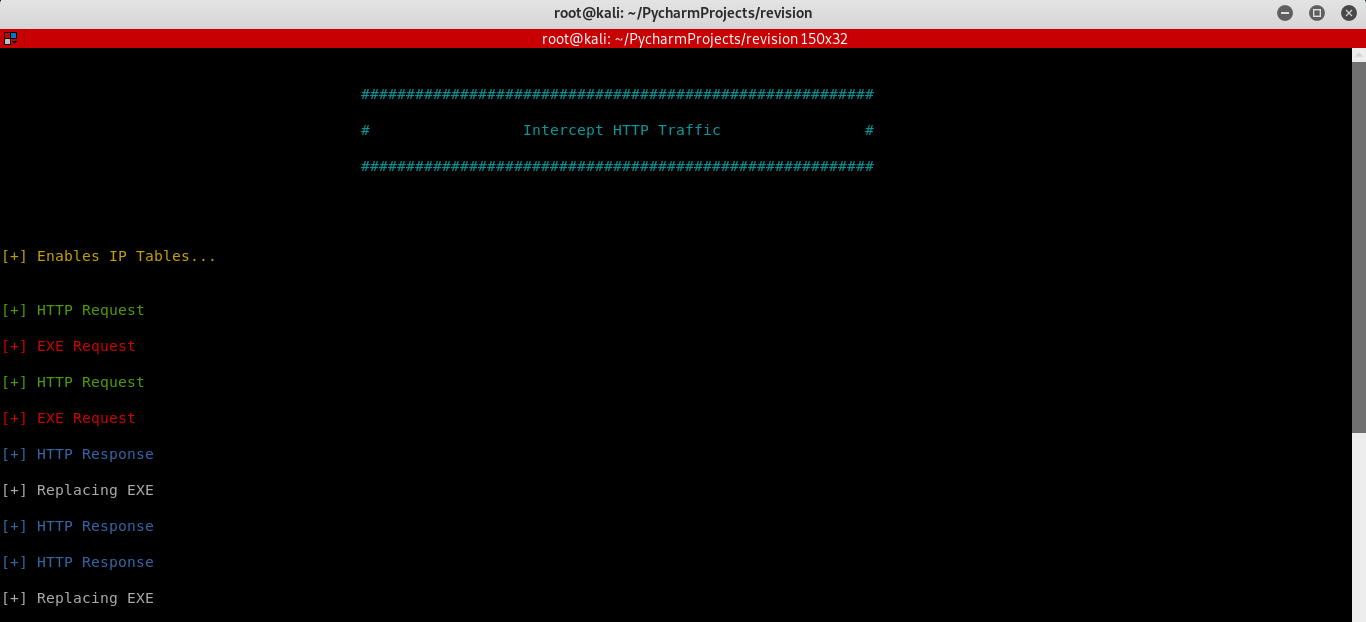 root@kali: ~/PycharmProjects/revision
root@kali: ~/PycharmProjects/revision 150x32
#########################################################
# Intercept HTTP Traffic #
#########################################################
[+] Enables IP Tables...
[+] HTTP Request
[+] EXE Request
[+] HTTP Request
[+] EXE Request
[+] HTTP Response
[+] Replacing EXE
[+] HTTP Response
[+] HTTP Response
[+] Replacing EXE